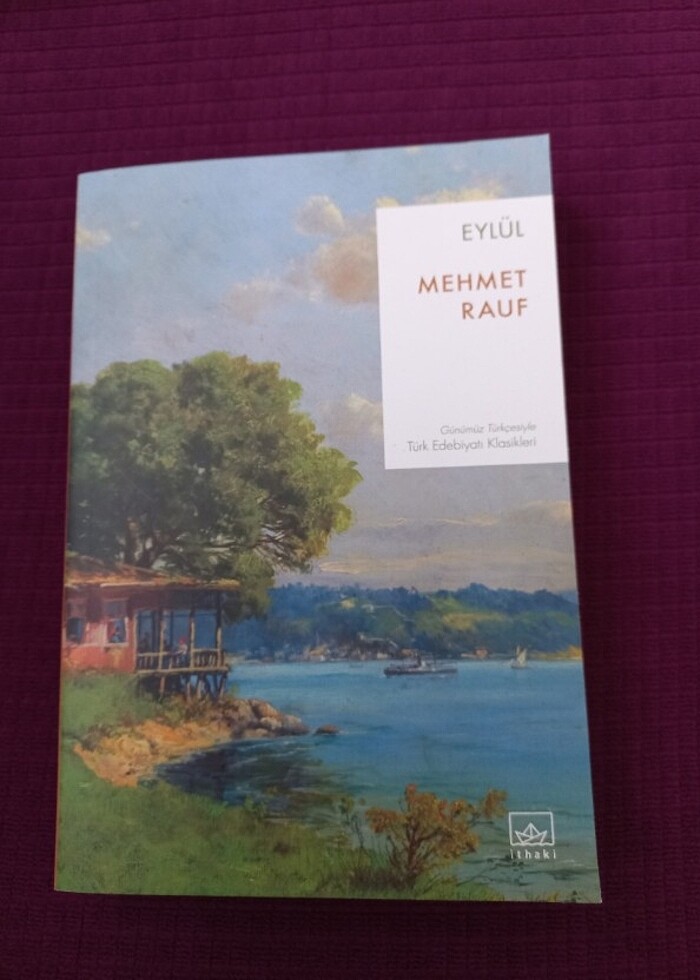 EYLÜL
MEHMET
RAUF
Günümüz Türkçesiyle
Türk Edebiyatı Klasikleri
ithaki